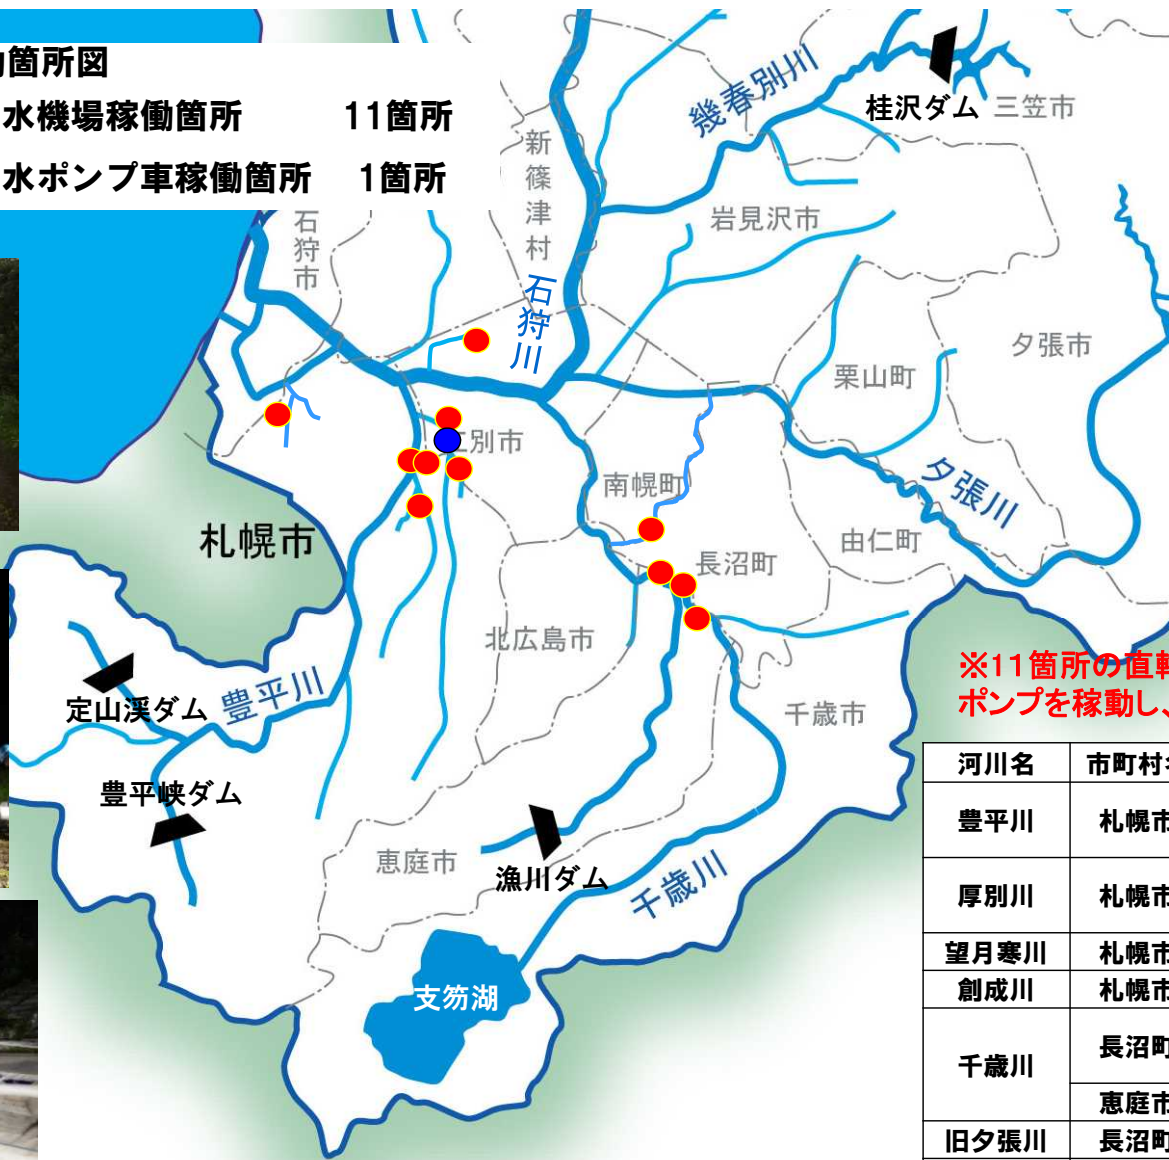 箇所図
水機場稼働箇所 11箇所
水ポンプ車稼働箇所 1箇所
幾春別川
桂沢ダム
三笠市
新篠津村
石狩市
岩見沢市
石狩川
夕張市
栗山町
江別市
南幌町
夕張川
札幌市
由仁町
長沼町
北広島市
※11箇所の直轄
ポンプを稼動し、
定山渓ダム
豊平川
千歳市
河川名 市町村名
豊平峡ダム
豊平川 札幌市
恵庭市
漁川ダム
千歳川
厚別川 札幌市
望月寒川 札幌市
創成川 札幌市
支笏湖
千歳川 長沼町
恵庭市
旧夕張川 長沼町